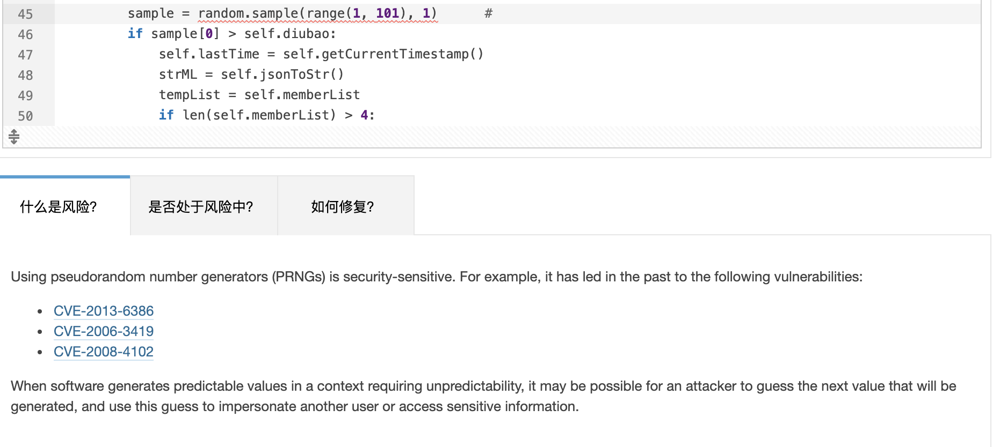 45 sample = random.sample(range(1, 101), 1) #
46 if sample[0] > self.diubao:
47 self.lastTime = self.getCurrentTimestamp()
48 strML = self.jsonToStr()
49 tempList = self.memberList
50 if len(self.memberList) > 4:
什么是风险? 是否处于风险中? 如何修复?
Using pseudorandom number generators (PRNGs) is security-sensitive. For example, it has led in the past to the following vulnerabilities:
• CVE-2013-6386
• CVE-2006-3419
• CVE-2008-4102
When software generates predictable values in a context requiring unpredictability, it may be possible for an attacker to guess the next value that will be
generated, and use this guess to impersonate another user or access sensitive information.